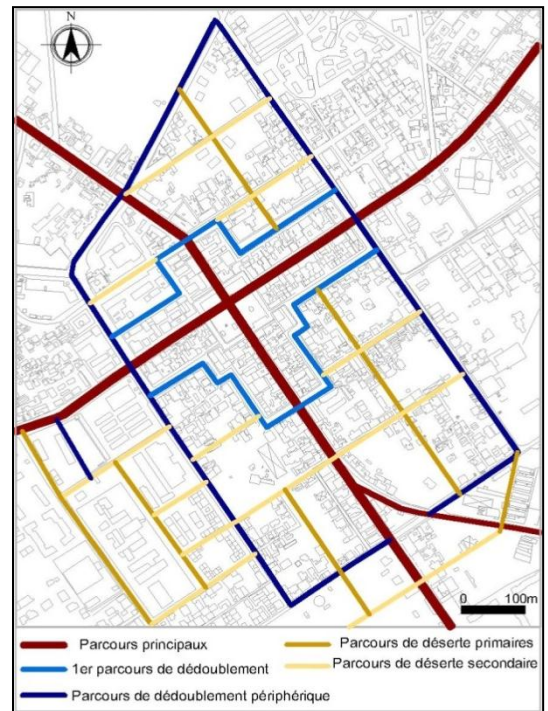 N
0 100m
Parcours principaux
Parcours de déserte primaires
1er parcours de dédoublement
Parcours de déserte secondaire
Parcours de dédoublement périphérique